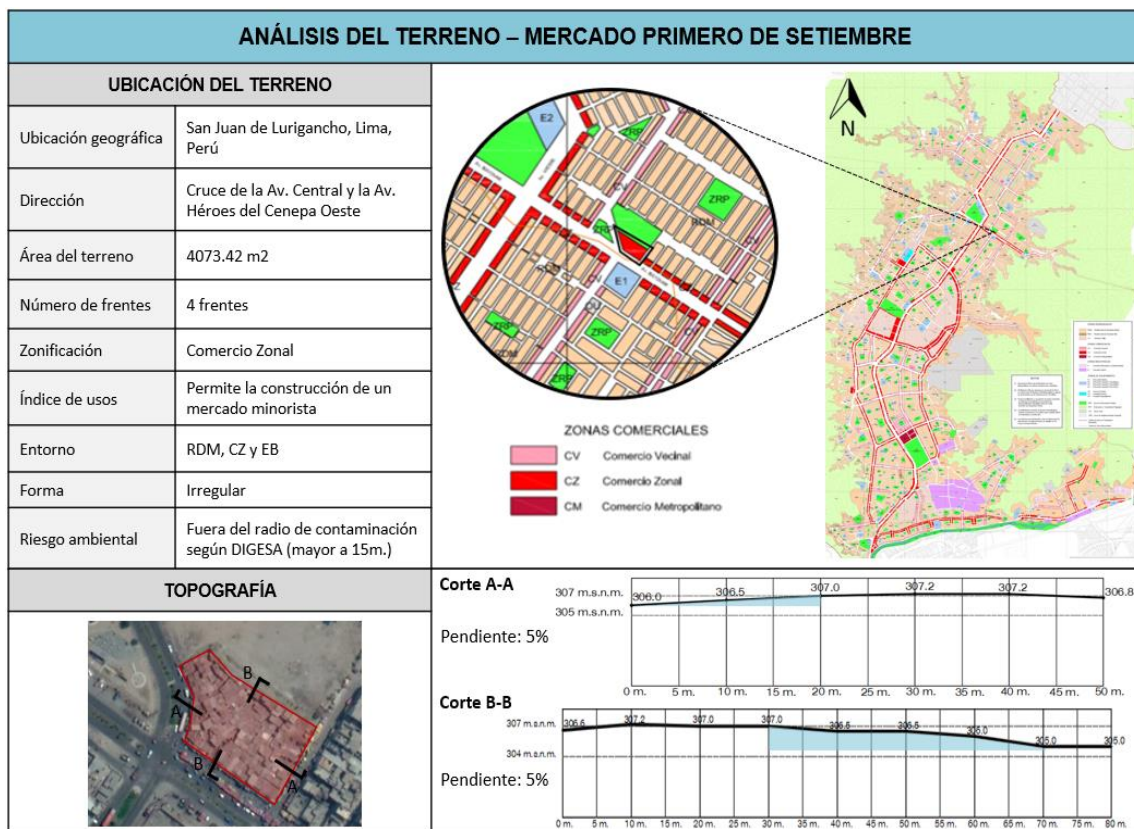 ANÁLISIS DEL TERRENO – MERCADO PRIMERO DE SETIEMBRE
UBICACIÓN DEL TERRENO
Ubicación geográfica
San Juan de Lurigancho, Lima,
Perú
Dirección
Cruce de la Av. Central y la Av.
Héroes del Cenepa Oeste
Área del terreno
4073.42 m2
Número de frentes
4 frentes
Zonificación
Comercio Zonal
Índice de usos
Permite la construcción de un
mercado minorista
Entorno
RDM, CZ y EB
Forma
Irregular
Riesgo ambiental
Fuera del radio de contaminación
según DIGESA (mayor a 15m.)
E2
ZRP
CV
ZRP
RDM
CV
ZRP
CV
E1
CZ
OU
ZRP
ZRP
CV
RDM
ZRP
N
ZONAS COMERCIALES
CV Comercio Vecinal
CZ Comercio Zonal
CM Comercio Metropolitano
TOPOGRAFÍA
B
A
B
A
Corte A-A
307 m.s.n.m.
305 m.s.n.m.
306.0 306.5 307.0 307.2 307.2 306.8
Pendiente: 5%
0 m. 5 m. 10 m. 15 m. 20 m. 25 m. 30 m. 35 m. 40 m. 45 m. 50 m.
Corte B-B
307 m.s.n.m.
304 m.s.n.m.
306.6 307.2 307.0 307.0 306.5 306.5 306.0 305.0 305.0
Pendiente: 5%
0 m. 5 m. 10 m. 15 m. 20 m. 25 m. 30 m. 35 m. 40 m. 45 m. 50 m. 55 m. 60 m. 65 m. 70 m. 75 m. 80 m.